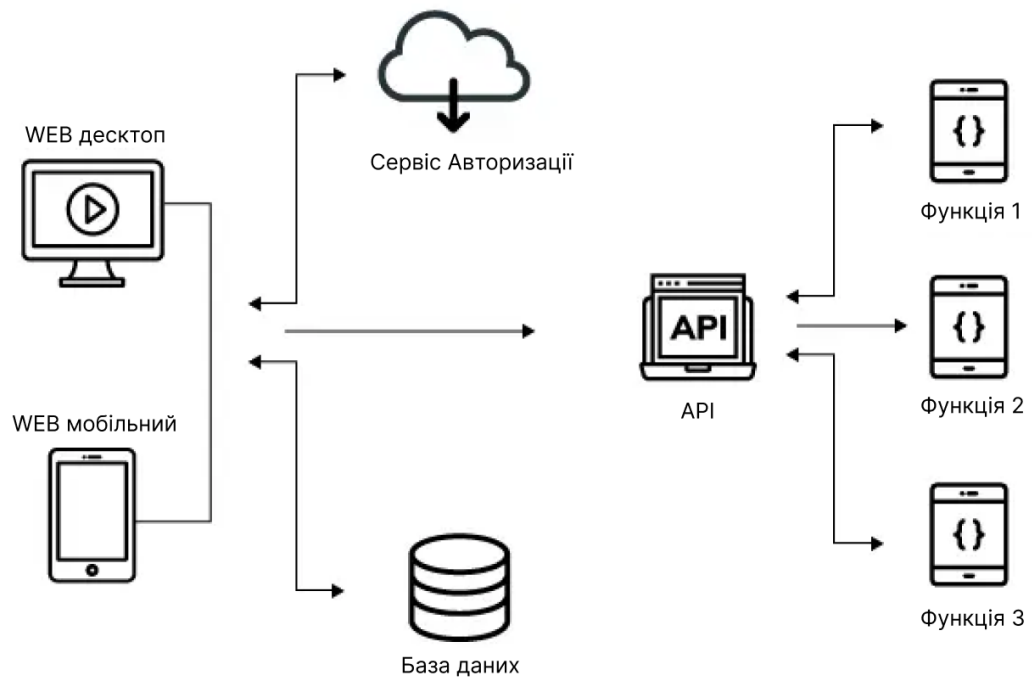 WEB десктоп
Сервіс Авторизації
WEB мобільний
База даних
API
API
{}
Функція 1
{}
Функція 2
{}
Функція 3